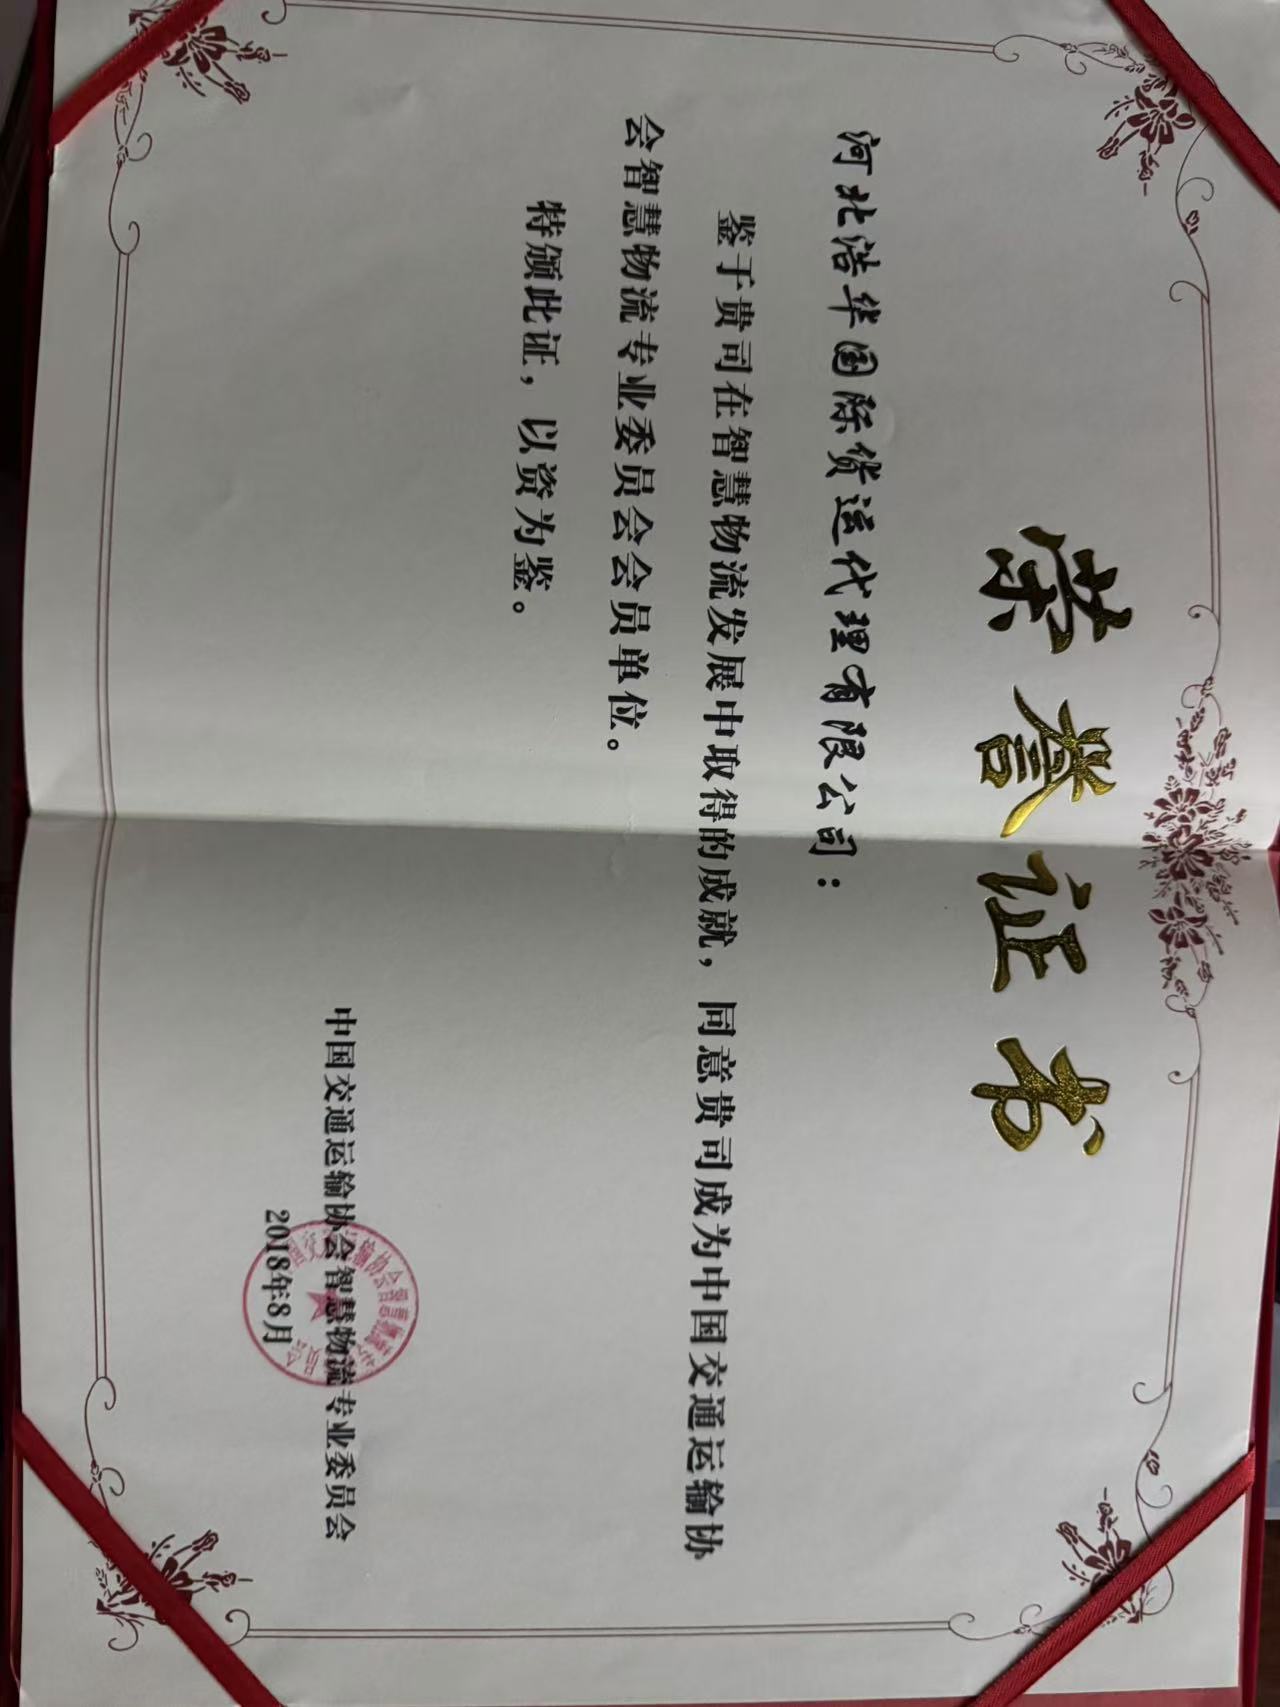 荣誉证书
河北浩华国际货运代理有限公司：
鉴于贵司在智慧物流发展中取得的成就，同意贵司成为中国交通运输协
会智慧物流专业委员会会员单位。
特颁此证，以资为鉴。
中国交通运输协会智慧物流专业委员会
2018年8月